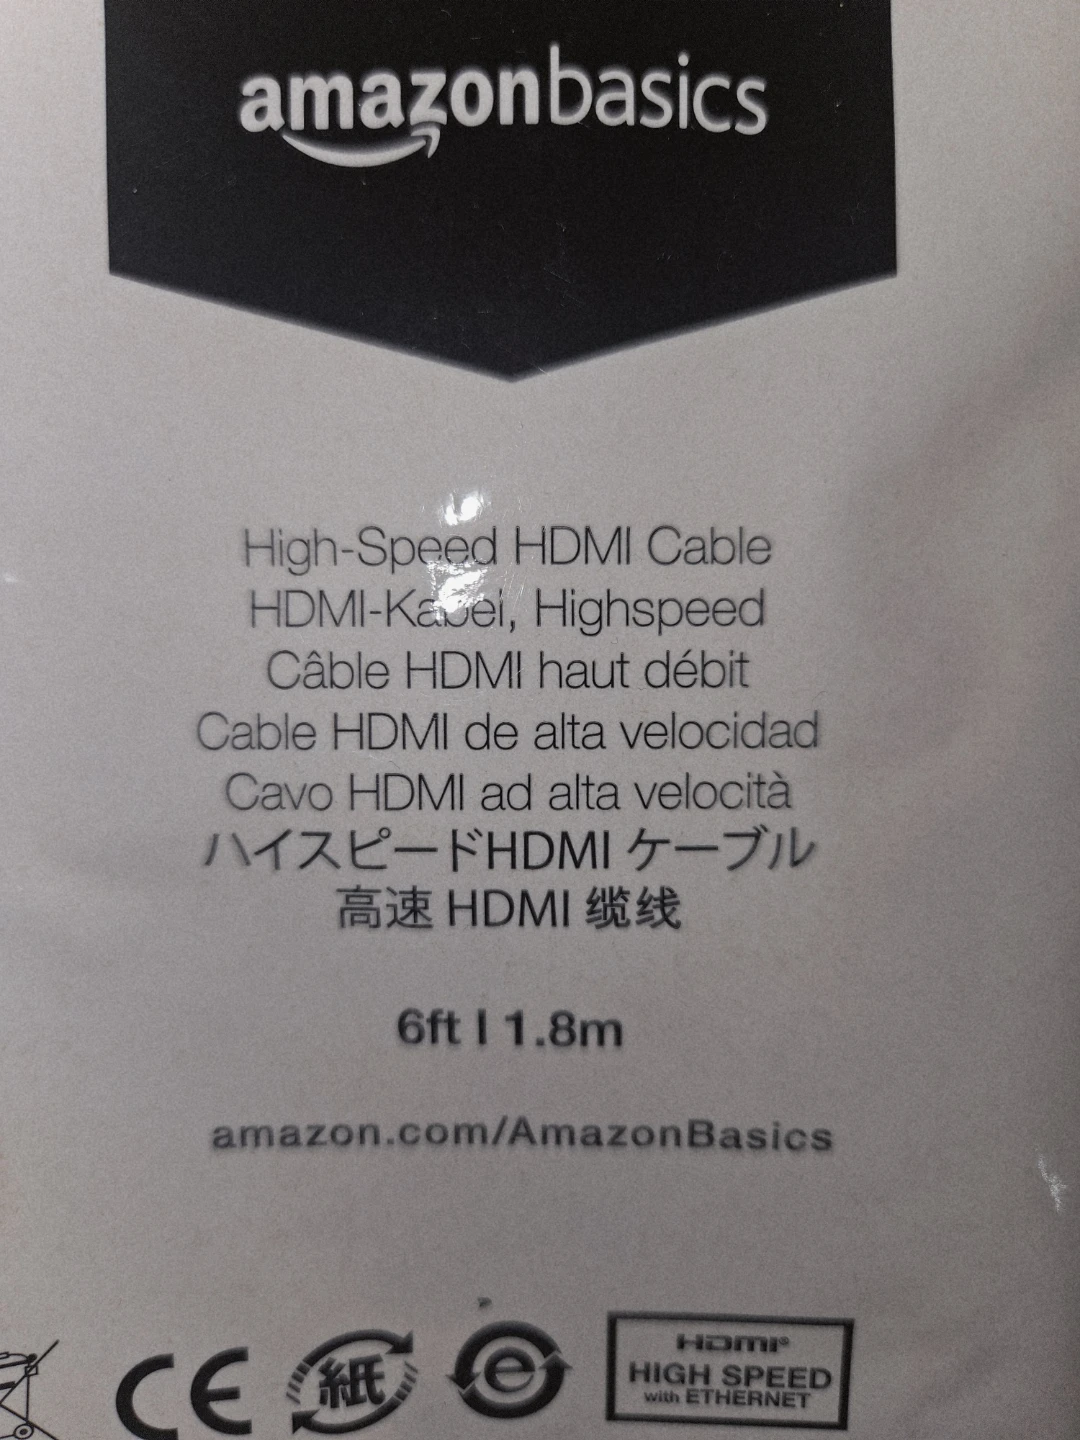 amazonbasics
High-Speed HDMI Cable
HDMI-Kabel, Highspeed
Câble HDMI haut débit
Cable HDMI de alta velocidad
Cavo HDMI ad alta velocità
ハイスピードHDMI ケーブル
高速 HDMI 缆线
6ft I 1.8m
amazon.com/AmazonBasics
CE
紙
e
HDMI®
HIGH SPEED
with ETHERNET